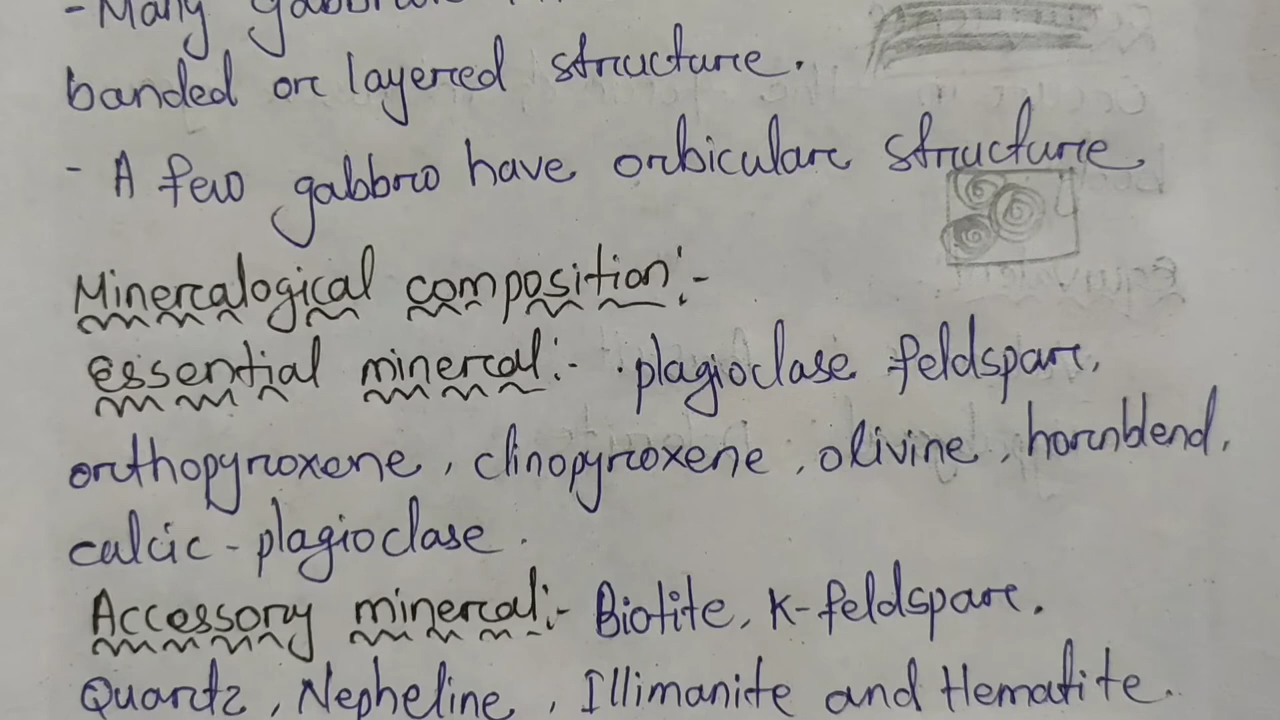 - Many
banded or layered structure.
- A few gabbro have orbicular structure
Mineralogical composition:-
Essential mineral:- plagioclase feldspar,
orthopyroxene, clinopyroxene, olivine, hornblend,
calcic-plagioclase.
Accessory mineral:- Biotite, K-feldspar.
Quartz, Nepheline, Illimanite and Hematite.